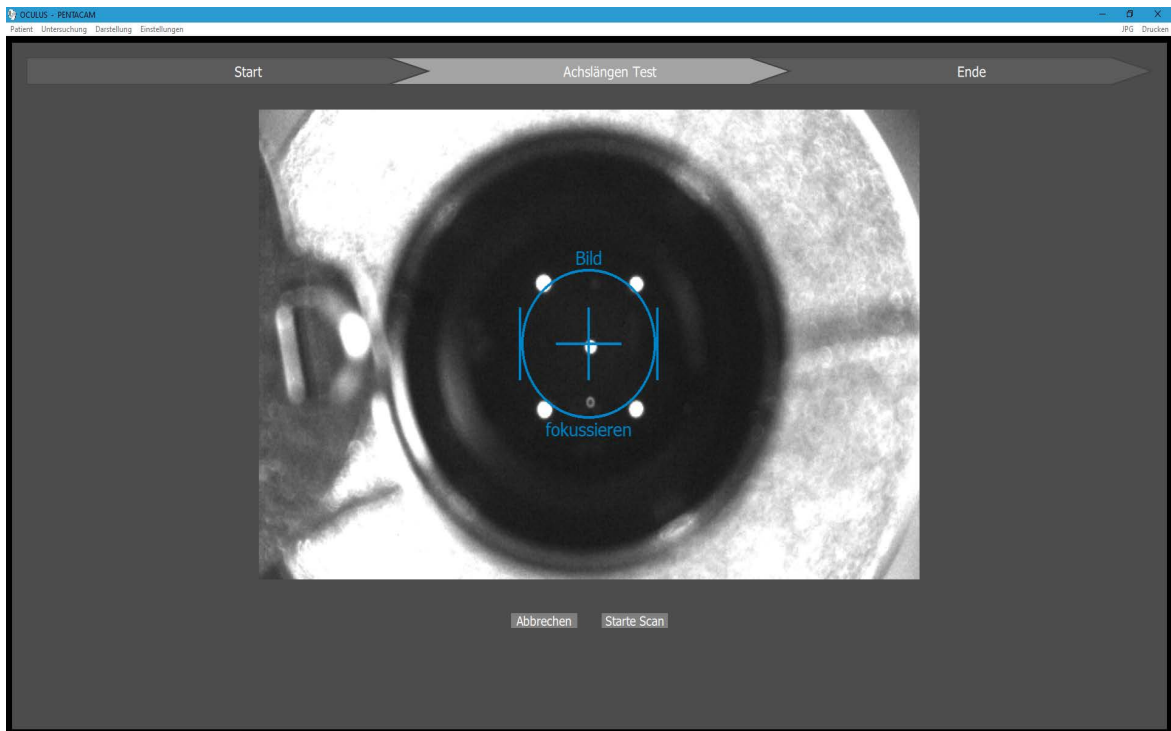 OCULUS - PENTACAM
Patient Untersuchung Darstellung Einstellungen JPG Drucken
Start Achslängen Test Ende
Bild
fokussieren
Abbrechen Starte Scan